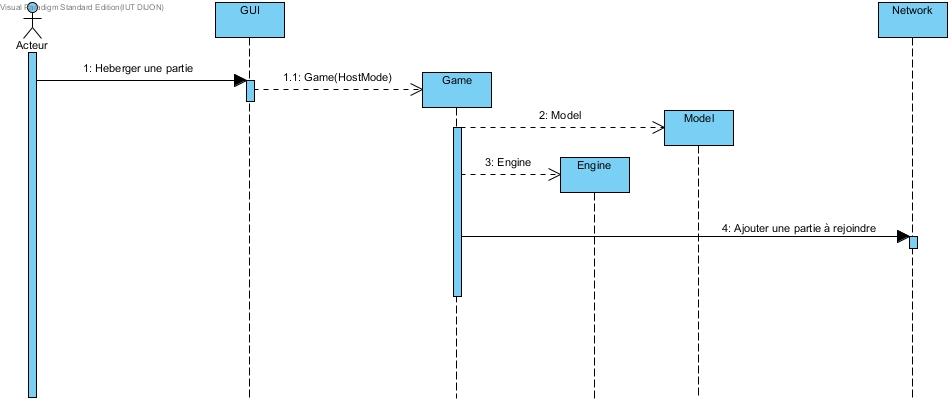 Visual Paradigm Standard Edition(IUT DIJON)
GUI
Network
Acteur
1: Heberger une partie
1.1: Game(HostMode)
Game
2: Model
Model
3: Engine
Engine
4: Ajouter une partie à rejoindre